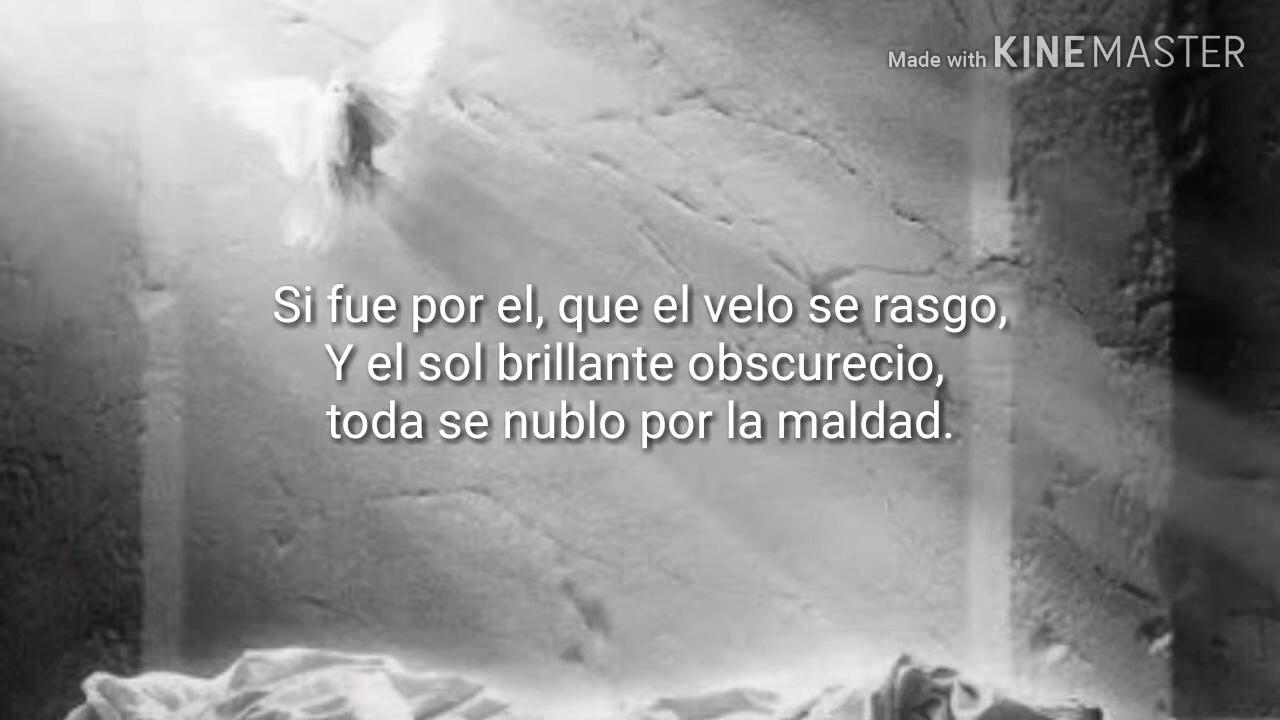 Made with KINEMASTER
Si fue por el, que el velo se rasgo,
Y el sol brillante obscurecio,
toda se nublo por la maldad.